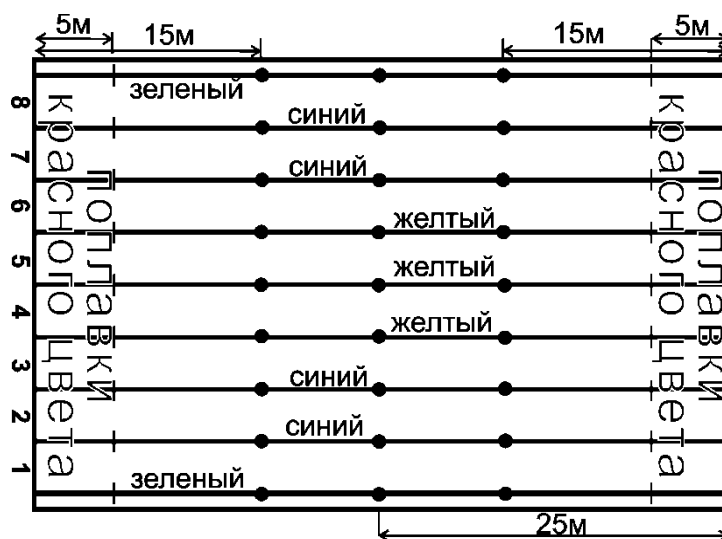 5м
15м
15м
5м
зеленый
8
синий
7
синий
6
желтый
5
желтый
4
желтый
3
синий
2
синий
1
зеленый
поплавки
красного цвета
поплавки
красного цвета
25м